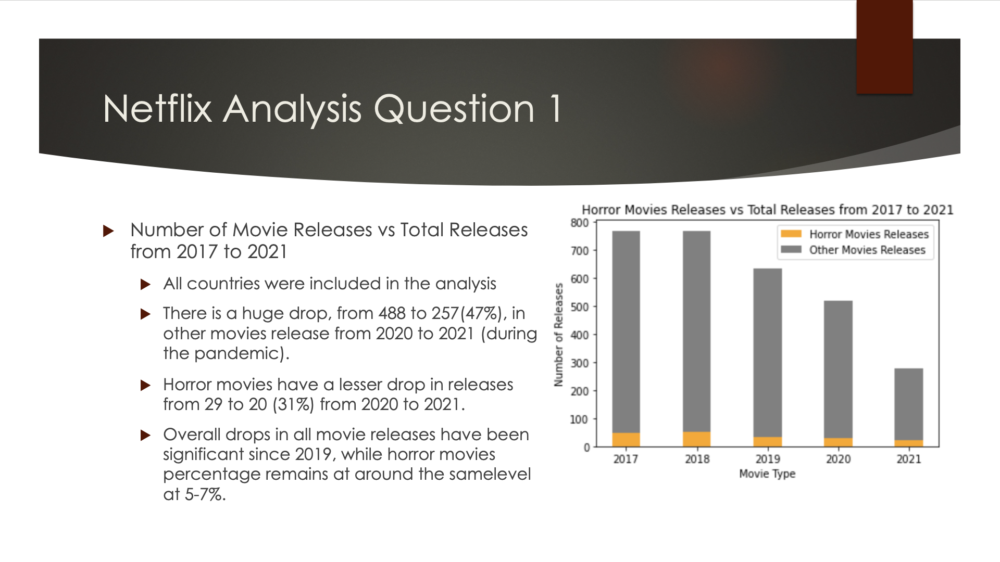 Netflix Analysis Question 1
Number of Movie Releases vs Total Releases
from 2017 to 2021
All countries were included in the analysis
There is a huge drop, from 488 to 257(47%), in
other movies release from 2020 to 2021 (during
the pandemic).
Horror movies have a lesser drop in releases
from 29 to 20 (31%) from 2020 to 2021.
Overall drops in all movie releases have been
significant since 2019, while horror movies
percentage remains at around the samelevel
at 5-7%.
Horror Movies Releases vs Total Releases from 2017 to 2021
Horror Movies Releases
Other Movies Releases
Number of Releases
800
700
600
500
400
300
200
100
0
2017 2018 2019 2020 2021
Movie Type